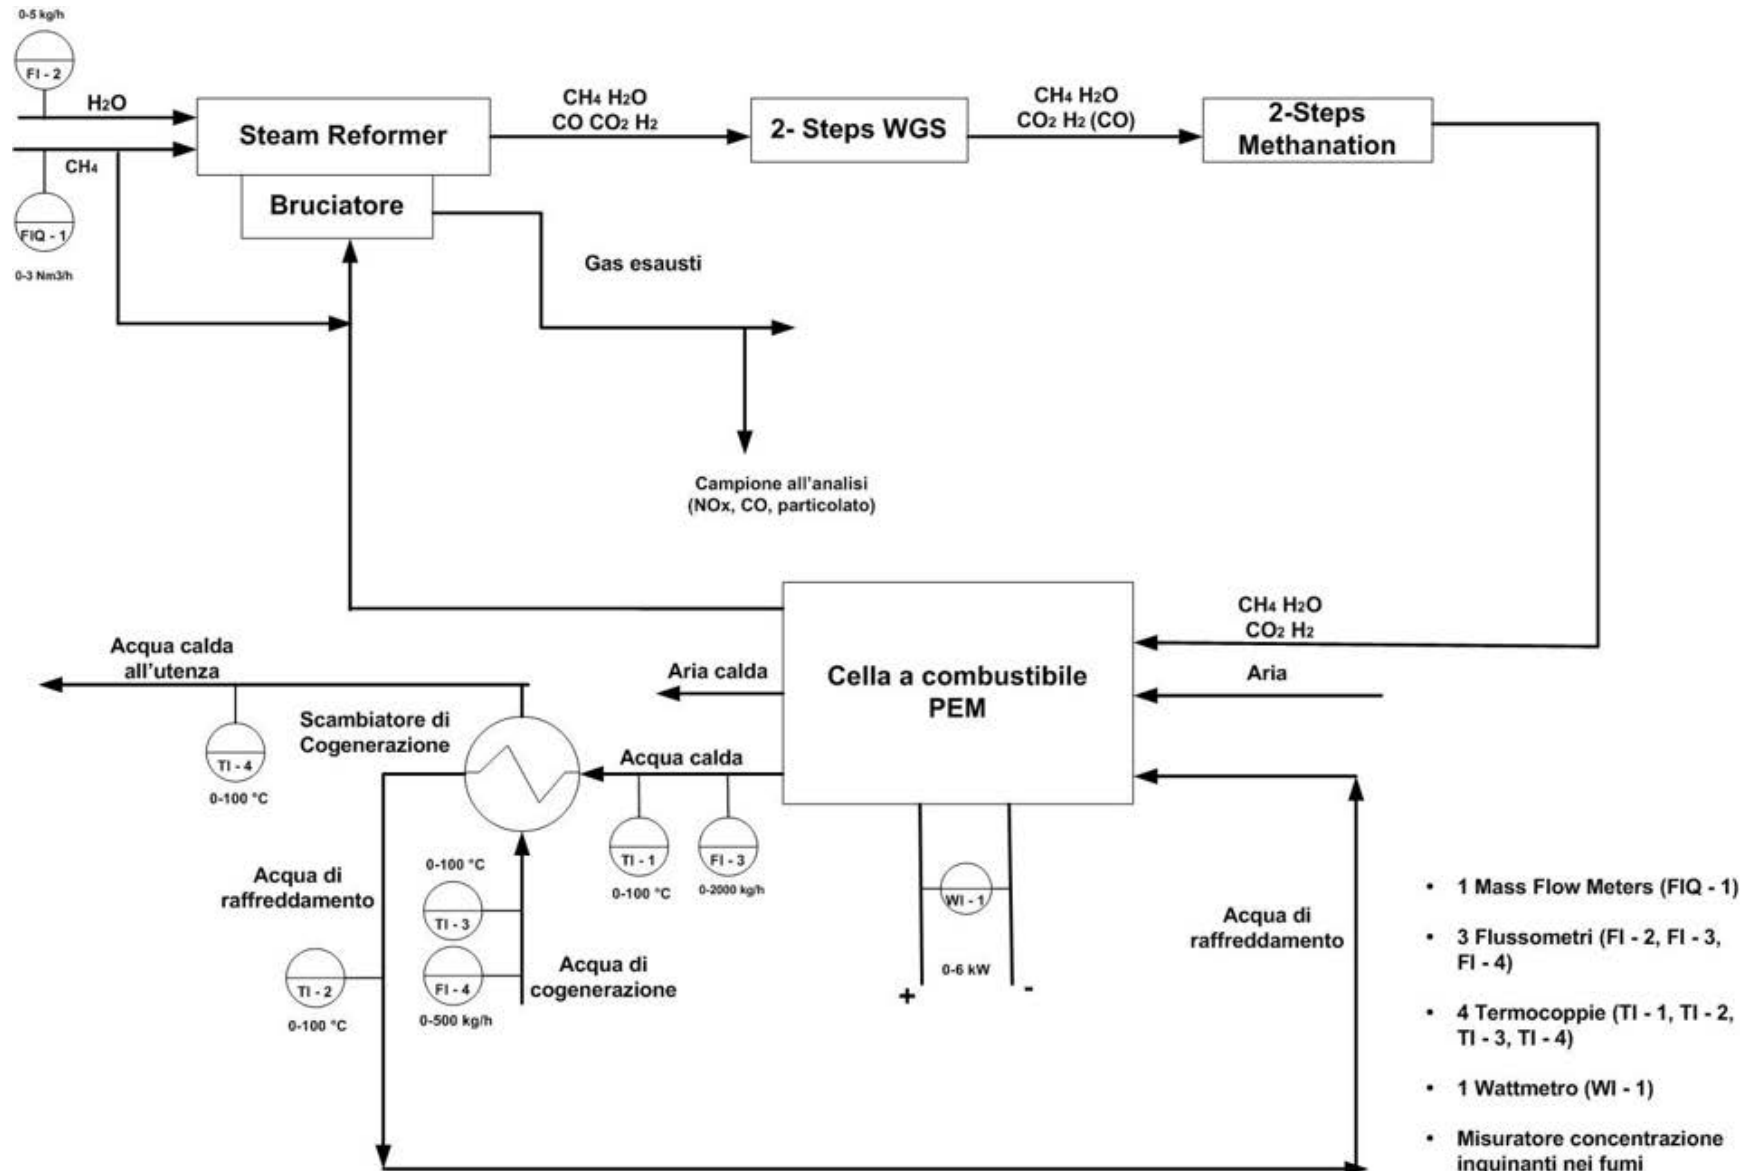 0-5 kg/h
FI - 2
H2O
CH4
FIQ - 1
0-3 Nm3/h
Steam Reformer
Bruciatore
CH4 H2O
CO CO2 H2
2- Steps WGS
CH4 H2O
CO2 H2 (CO)
2-Steps
Methanation
Gas esausti
Campione all'analisi
(NOx, CO, particolato)
CH4 H2O
CO2 H2
Aria
Cella a combustibile
PEM
Aria calda
Acqua calda
all'utenza
TI - 4
0-100 °C
Scambiatore di
Cogenerazione
Acqua calda
TI - 1
0-100 °C
FI - 3
0-2000 kg/h
WI - 1
0-6 kW
+
-
0-100 °C
TI - 3
FI - 4
0-500 kg/h
Acqua di
cogenerazione
Acqua di
raffreddamento
TI - 2
0-100 °C
Acqua di
raffreddamento
• 1 Mass Flow Meters (FIQ - 1)
• 3 Flussometri (FI - 2, FI - 3,
FI - 4)
• 4 Termocoppie (TI - 1, TI - 2,
TI - 3, TI - 4)
• 1 Wattmetro (WI - 1)
• Misuratore concentrazione
inquinanti nei fumi